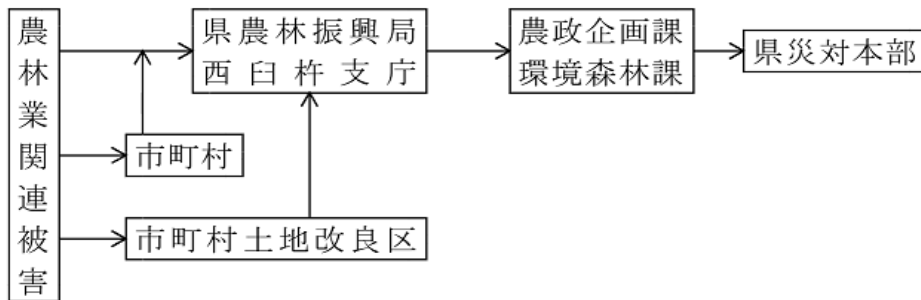 農林業関連被害
県農林振興局
西臼杵支庁
農政企画課
環境森林課
県災対本部
市町村
市町村土地改良区